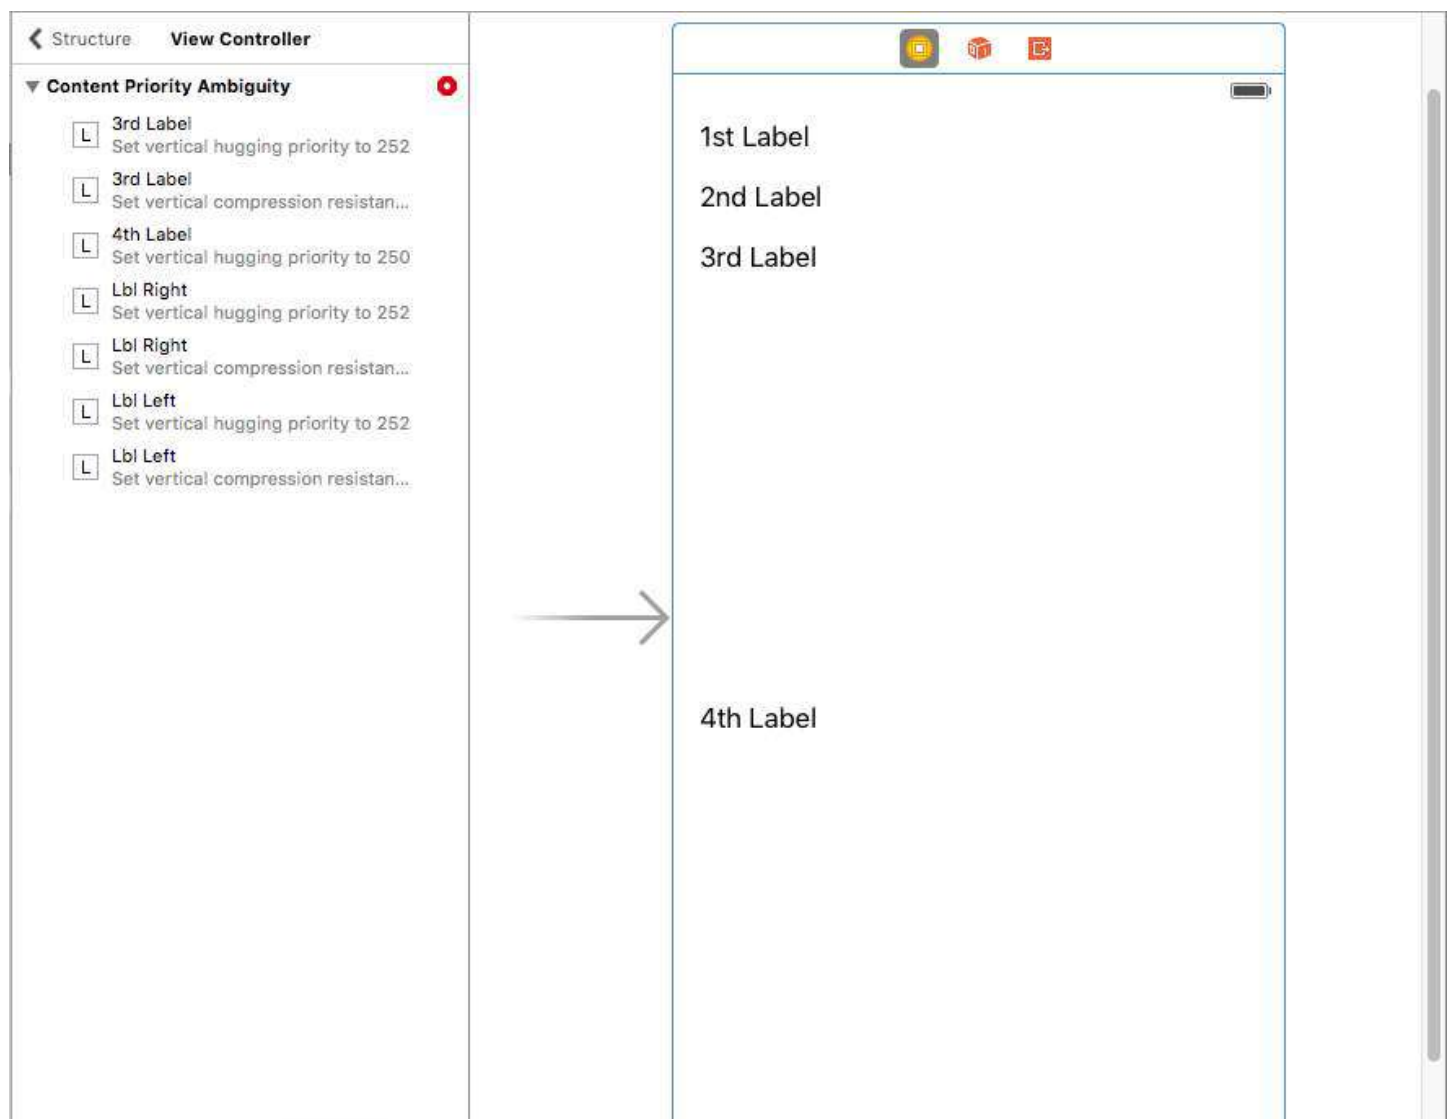 Structure View Controller
Content Priority Ambiguity
L 3rd Label
Set vertical hugging priority to 252
L 3rd Label
Set vertical compression resistan...
L 4th Label
Set vertical hugging priority to 250
L Lbl Right
Set vertical hugging priority to 252
L Lbl Right
Set vertical compression resistan...
L Lbl Left
Set vertical hugging priority to 252
L Lbl Left
Set vertical compression resistan...
1st Label
2nd Label
3rd Label
4th Label